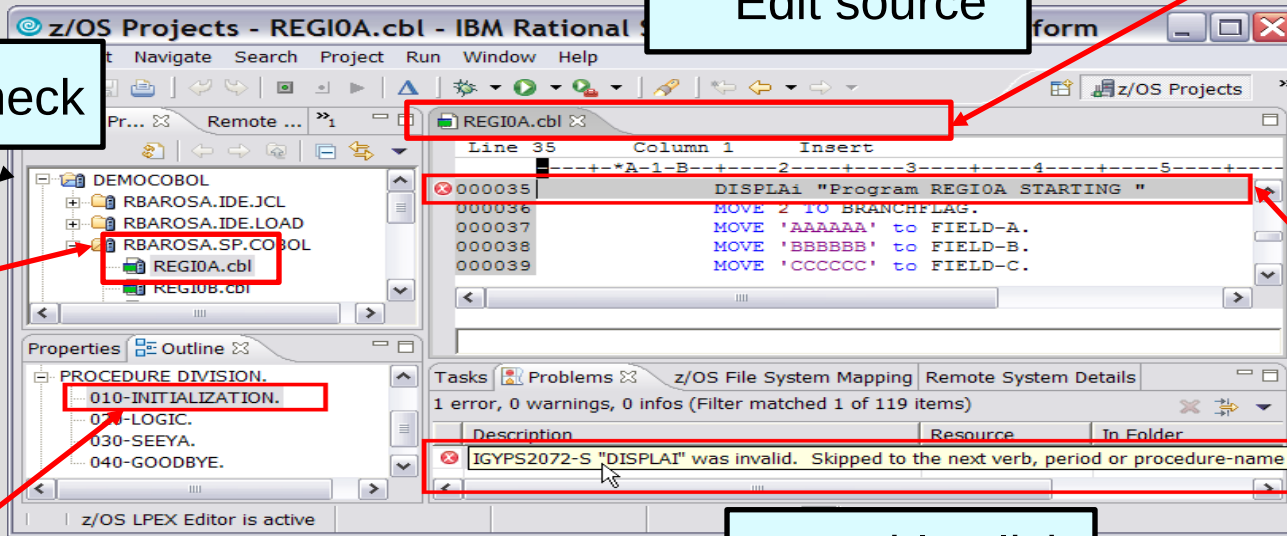 Edit source
z/OS Projects - REGI0A.cbl - IBM Rational form
Navigate Search Project Run Window Help
z/OS Projects
Pr... Remote ... »1
DEMOCOBOL
RBAROSA.IDE.JCL
RBAROSA.IDE.LOAD
RBAROSA.SP.COBOL
REGI0A.cbl
REGI0B.cbl
REGI0A.cbl
Line 35 Column 1 Insert
----+-*A-1-B--+----2----+----3----+----4----+----5----+---
000035 DISPLAi "Program REGI0A STARTING "
000036 MOVE 2 TO BRANCHFLAG.
000037 MOVE 'AAAAAA' to FIELD-A.
000038 MOVE 'BBBBBB' to FIELD-B.
000039 MOVE 'CCCCCC' to FIELD-C.
Properties Outline
PROCEDURE DIVISION.
010-INITIALIZATION.
020-LOGIC.
030-SEEYA.
040-GOODBYE.
Tasks Problems z/OS File System Mapping Remote System Details
1 error, 0 warnings, 0 infos (Filter matched 1 of 119 items)
Description Resource In Folder
IGYPS2072-S "DISPLAI" was invalid. Skipped to the next verb, period or procedure-name
z/OS LPEX Editor is active